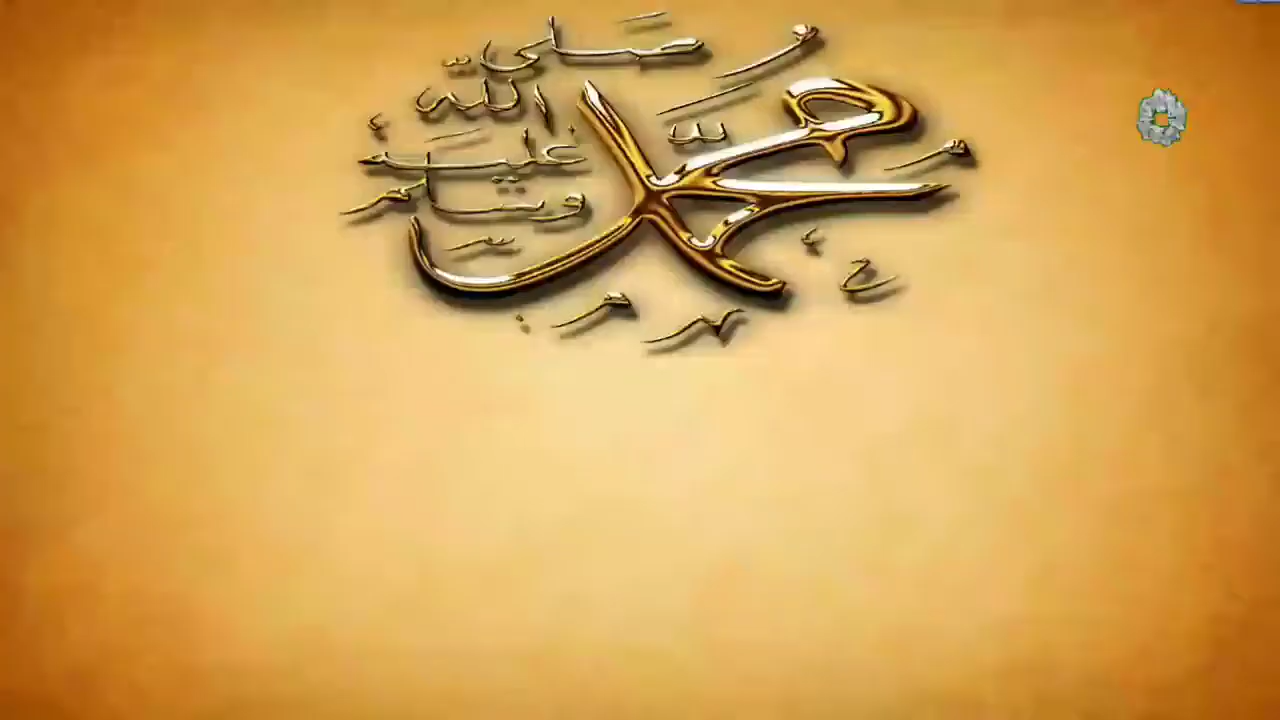 محمد
صلى
الله
عليه
وسلم